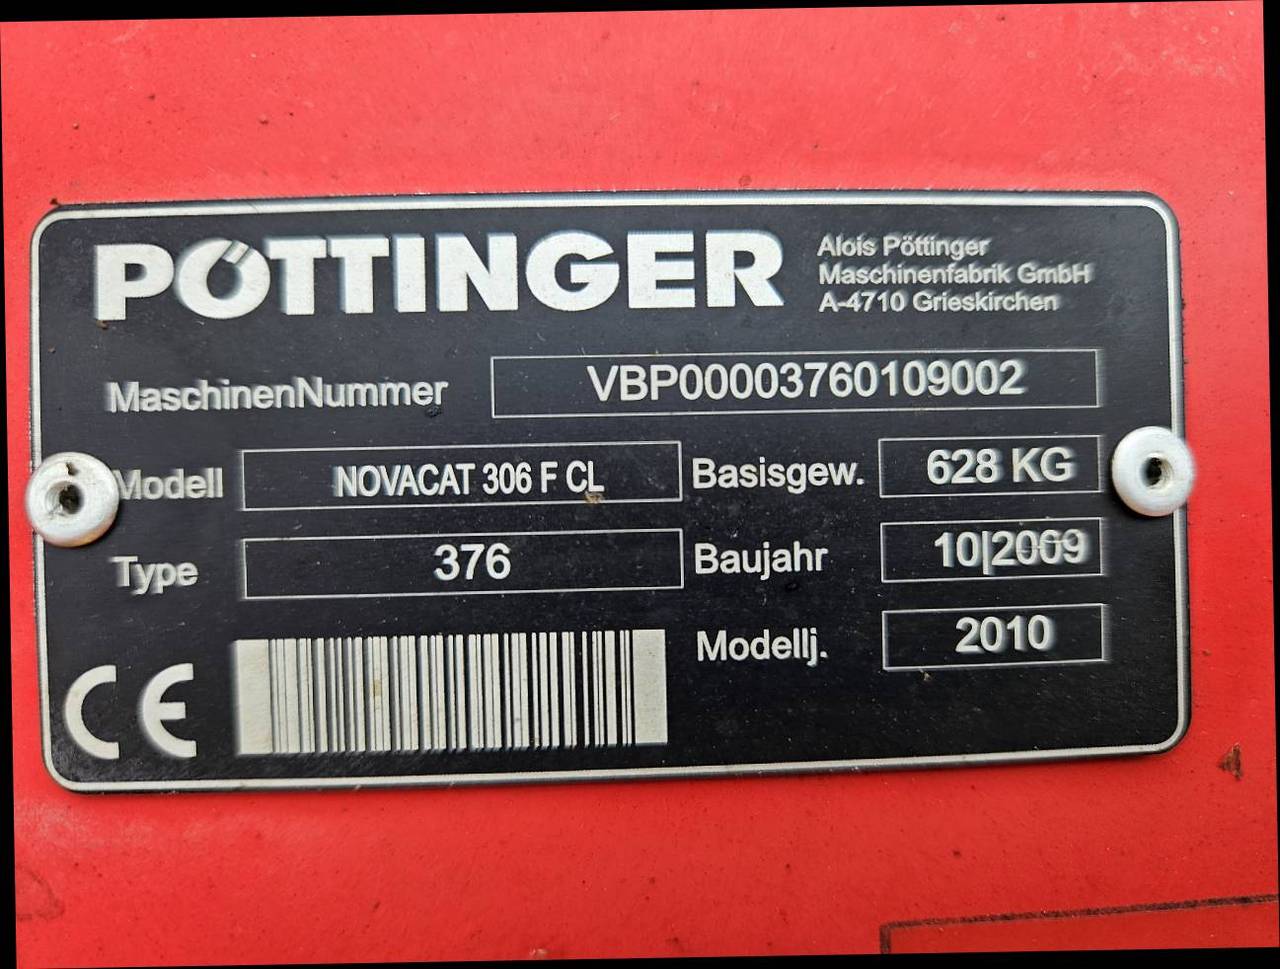 PÖTTINGER
Alois Pöttinger
Maschinenfabrik GmbH
A-4710 Grieskirchen
MaschinenNummer VBP00003760109002
Modell NOVACAT 306 F CL Basisgew. 628 KG
Type 376 Baujahr 10|2009
Modellj. 2010
CE